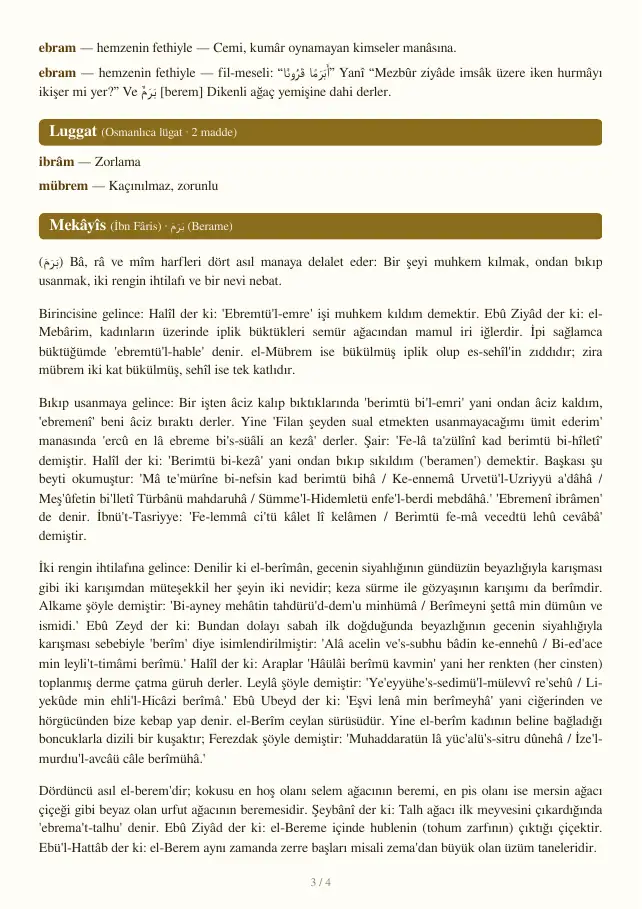 ebram — hemzenin fethiyle — Cemi, kumâr oynamayan kimseler manâsına.
ebram — hemzenin fethiyle — fil-meseli: “أَبَرَمًا قَرُونًا” Yanî “Mezbûr ziyâde imsâk üzere iken hurmâyı
ikişer mi yer?” Ve بَرَمٌ [berem] Dikenli ağaç yemişine dahi derler.
Luggat (Osmanlıca lügat · 2 madde)
ibrâm — Zorlama
mübrem — Kaçınılmaz, zorunlu
Mekâyîs (İbn Fâris) · بَرَمَ (Berame)
(بَرَمَ) Bâ, râ ve mîm harfleri dört asıl manaya delalet eder: Bir şeyi muhkem kılmak, ondan bıkıp
usanmak, iki rengin ihtilafı ve bir nevi nebat.
Birincisine gelince: Halîl der ki: 'Ebremtü'l-emre' işi muhkem kıldım demektir. Ebû Ziyâd der ki: el-
Mebârim, kadınların üzerinde iplik büktükleri semür ağacından mamul iri iğlerdir. İpi sağlamca
büktüğümde 'ebremtü'l-hable' denir. el-Mübrem ise bükülmüş iplik olup es-sehîl'in zıddıdır; zira
mübrem iki kat bükülmüş, sehîl ise tek katlıdır.
Bıkıp usanmaya gelince: Bir işten âciz kalıp bıktıklarında 'berimtü bi'l-emri' yani ondan âciz kaldım,
'ebremenî' beni âciz bıraktı derler. Yine 'Filan şeyden sual etmekten usanmayacağımı ümit ederim'
manasında 'ercû en lâ ebreme bi's-süâli an kezâ' derler. Şair: 'Fe-lâ ta'zülînî kad berimtü bi-hîletî'
demiştir. Halîl der ki: 'Berimtü bi-kezâ' yani ondan bıkıp sıkıldım ('beramen') demektir. Başkası şu
beyti okumuştur: 'Mâ te'mürîne bi-nefsin kad berimtü bihâ / Ke-ennemâ Urvetü'l-Uzriyyü a'dâhâ /
Meş'ûfetin bi'lletî Türbânü mahdaruhâ / Sümme'l-Hidemletü enfe'l-berdi mebdâhâ.' 'Ebremenî ibrâmen'
de denir. İbnü't-Tasriyye: 'Fe-lemmâ ci'tü kâlet lî kelâmen / Berimtü fe-mâ vecedtü lehû cevâbâ'
demiştir.
İki rengin ihtilafına gelince: Denilir ki el-berîmân, gecenin siyahlığının gündüzün beyazlığıyla karışması
gibi iki karışımdan müteşekkil her şeyin iki nevidir; keza sürme ile gözyaşının karışımı da berîmdir.
Alkame şöyle demiştir: 'Bi-ayney mehâtin tahdürü'd-dem'u minhümâ / Berîmeyni şettâ min dümûın ve
ismidi.' Ebû Zeyd der ki: Bundan dolayı sabah ilk doğduğunda beyazlığının gecenin siyahlığıyla
karışması sebebiyle 'berîm' diye isimlendirilmiştir: 'Alâ acelin ve's-subhu bâdin ke-ennehû / Bi-ed'ace
min leyli't-timâmi berîmü.' Halîl der ki: Araplar 'Hâülâi berîmü kavmin' yani her renkten (her cinsten)
toplanmış derme çatma güruh derler. Leylâ şöyle demiştir: 'Ye'eyyühe's-sedimü'l-mülevvî re'sehû / Li-
yekûde min ehli'l-Hicâzi berîmâ.' Ebû Ubeyd der ki: 'Eşvi lenâ min berîmeyhâ' yani ciğerinden ve
hörgücünden bize kebap yap denir. el-Berîm ceylan sürüsüdür. Yine el-berîm kadının beline bağladığı
boncuklarla dizili bir kuşaktır; Ferezdak şöyle demiştir: 'Muhaddaratün lâ yüc'alü's-sitru dûnehâ / İze'l-
murdıu'l-avcâü câle berîmühâ.'
Dördüncü asıl el-berem'dir; kokusu en hoş olanı selem ağacının beremi, en pis olanı ise mersin ağacı
çiçeği gibi beyaz olan urfut ağacının beremesidir. Şeybânî der ki: Talh ağacı ilk meyvesini çıkardığında
'ebrema't-talhu' denir. Ebû Ziyâd der ki: el-Bereme içinde hublenin (tohum zarfının) çıktığı çiçektir.
Ebü'l-Hattâb der ki: el-Berem aynı zamanda zerre başları misali zema'dan büyük olan üzüm taneleridir.
3 / 4